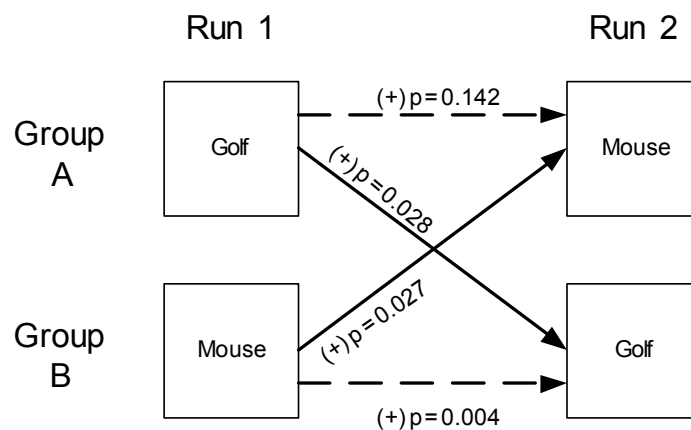 Run 1
Run 2
Group
A
Golf
(+) p=0.142
Mouse
(+)p=0.028
(+)p=0.027
Group
B
Mouse
Golf
(+) p=0.004